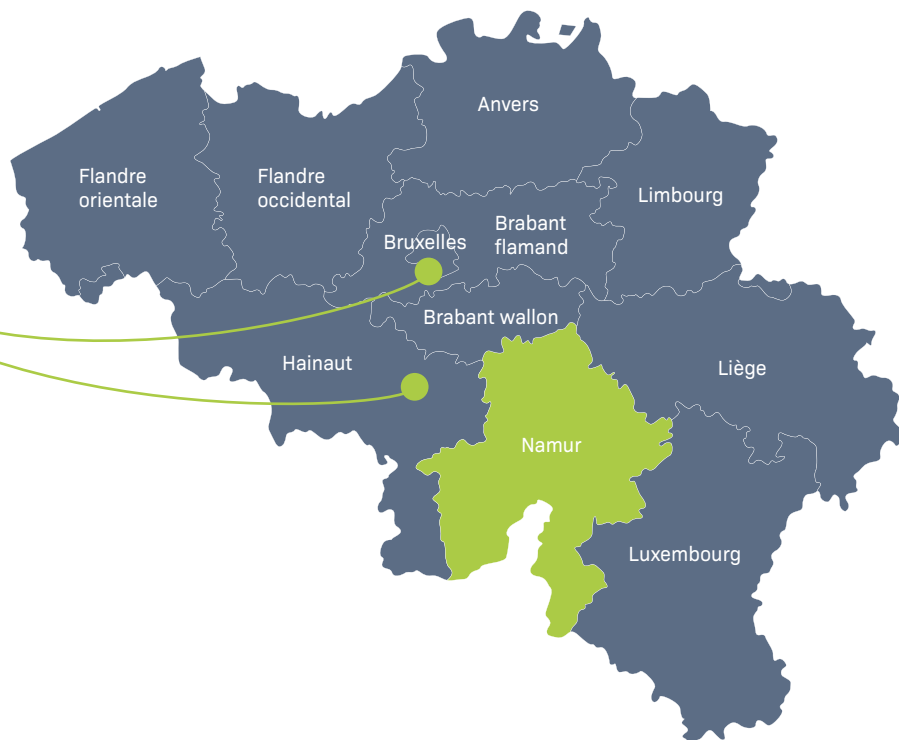 Anvers
Flandre
orientale
Flandre
occidental
Limbourg
Bruxelles
Brabant
flamand
Brabant wallon
Hainaut
Liège
Namur
Luxembourg